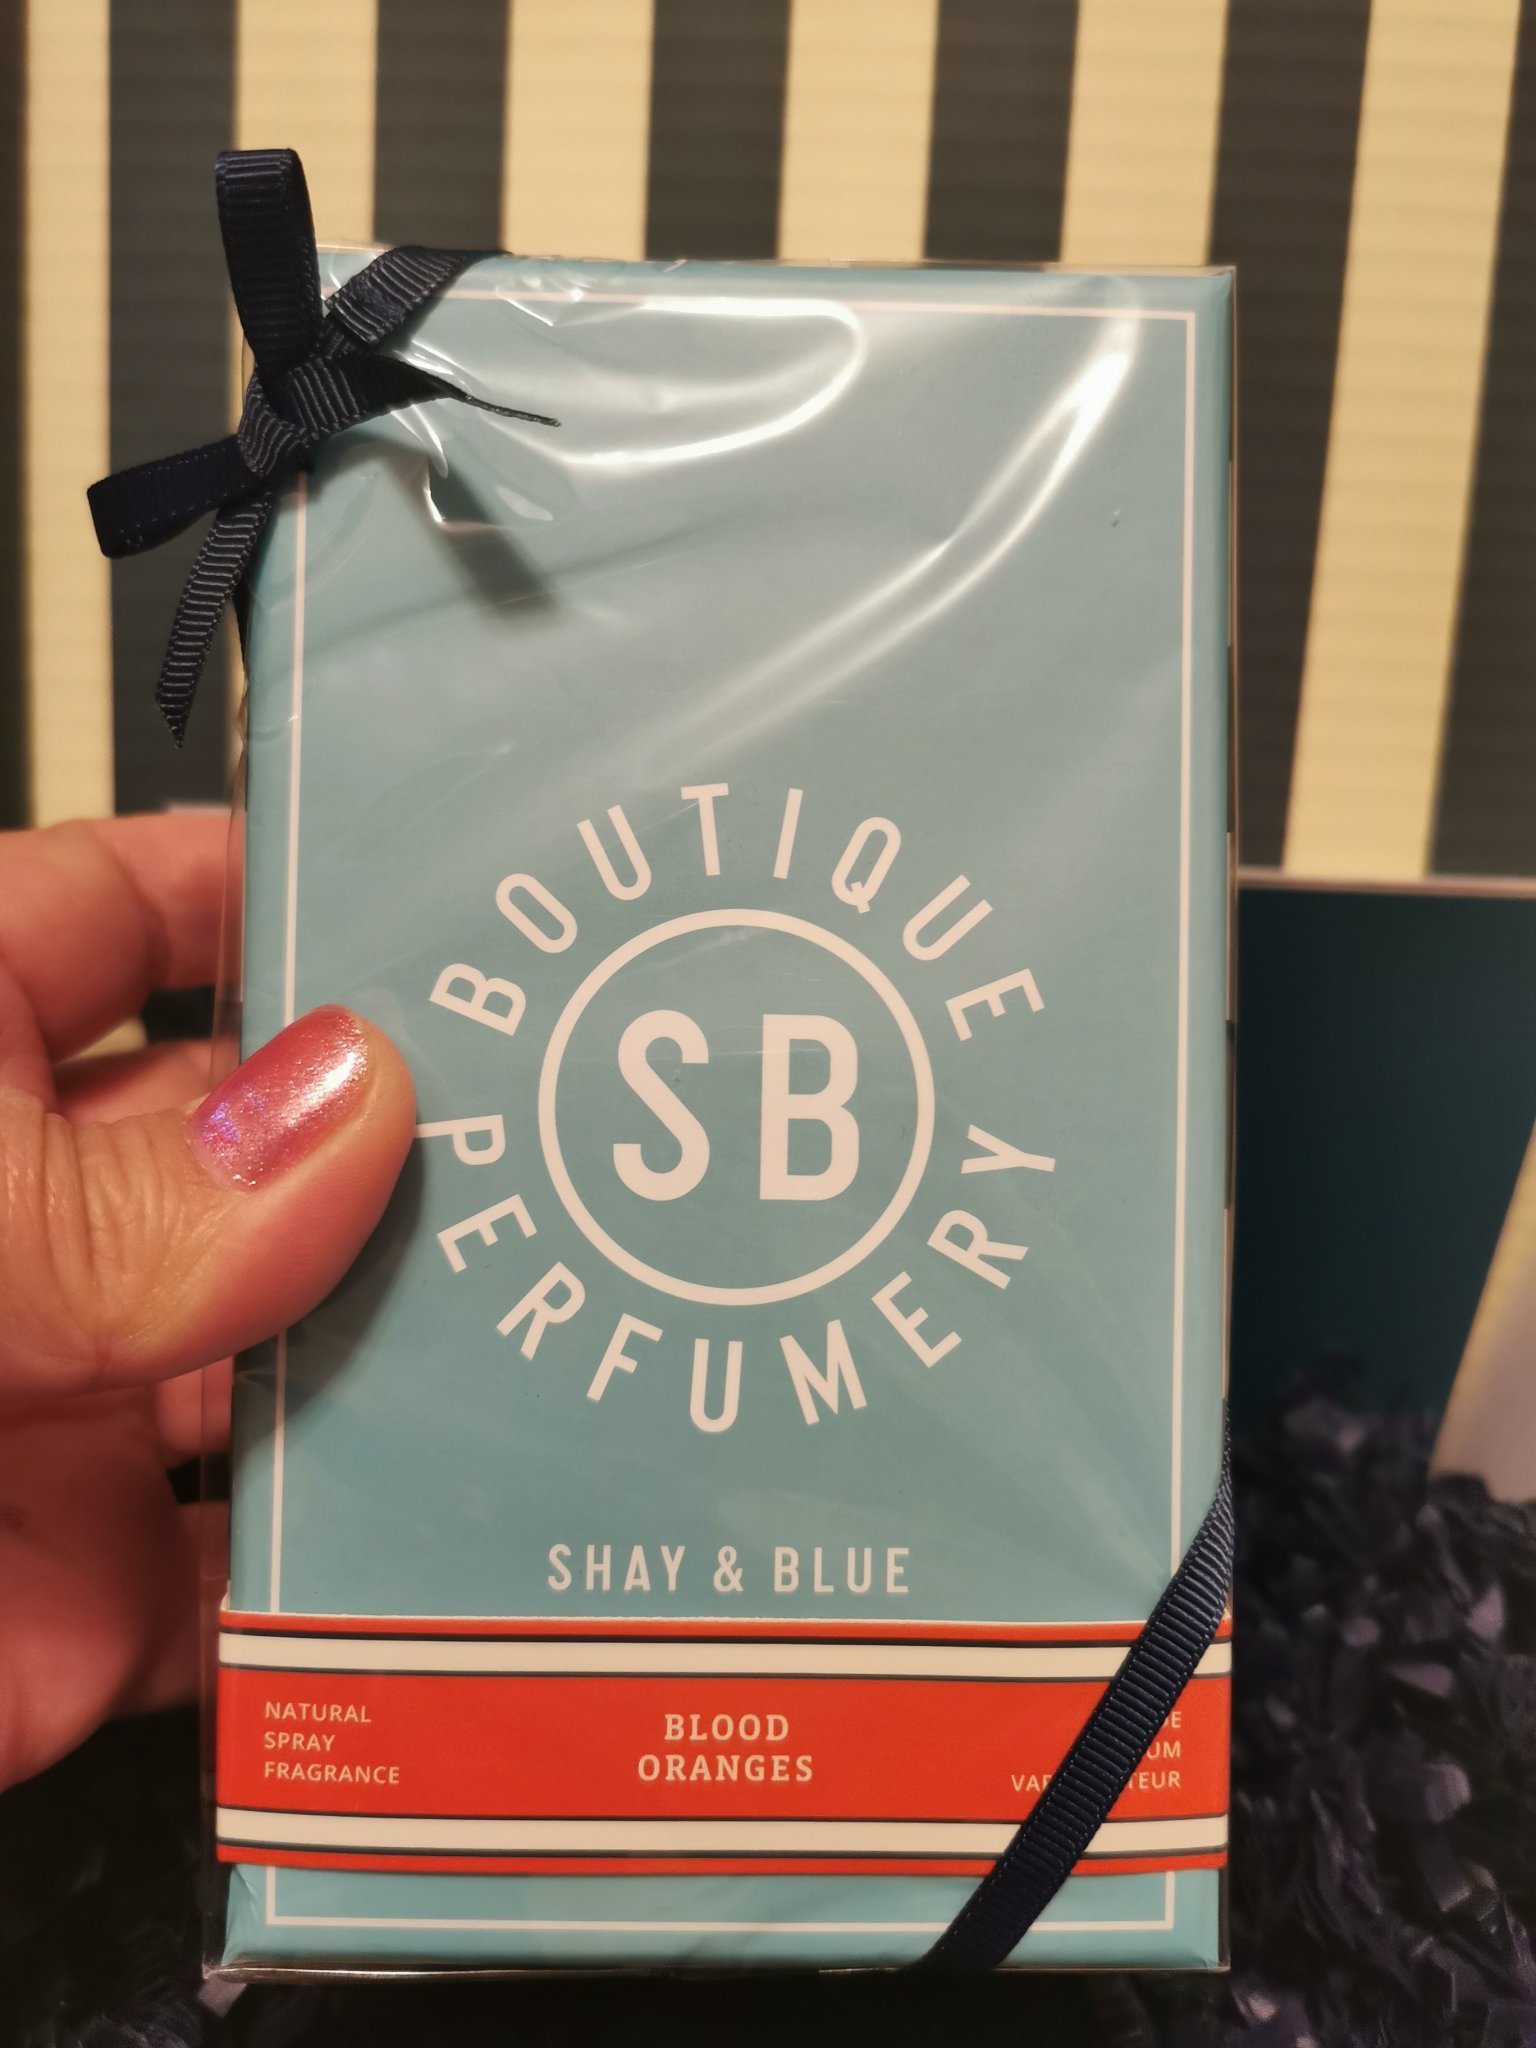 BOUTIQUE
SB
PERFUMERY
SHAY & BLUE
NATURAL
SPRAY
FRAGRANCE
BLOOD
ORANGES